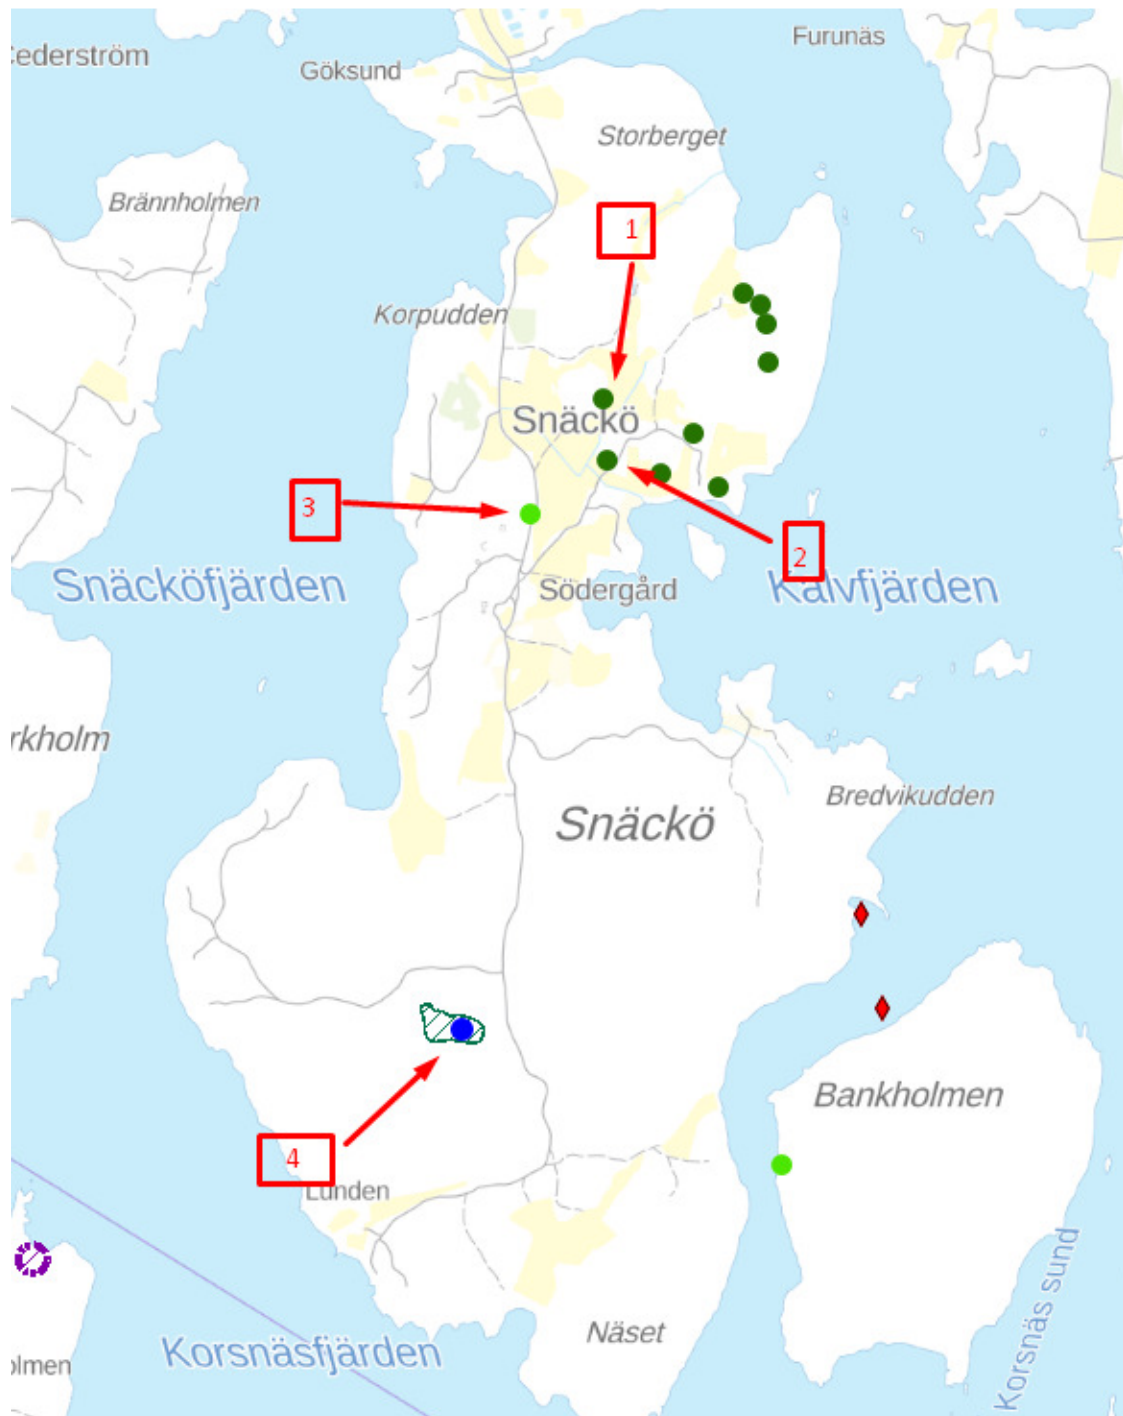 Cederström
Göksund
Furunäs
Storberget
Brännholmen
1
Korpudden
Snäckö
3
2
Snäcköfjärden
Södergård
Kalvfjärden
rkholm
Bredvikudden
Snäckö
Bankholmen
4
Lunden
Korsnäs sund
Näset
Korsnäsfjärden
olmen